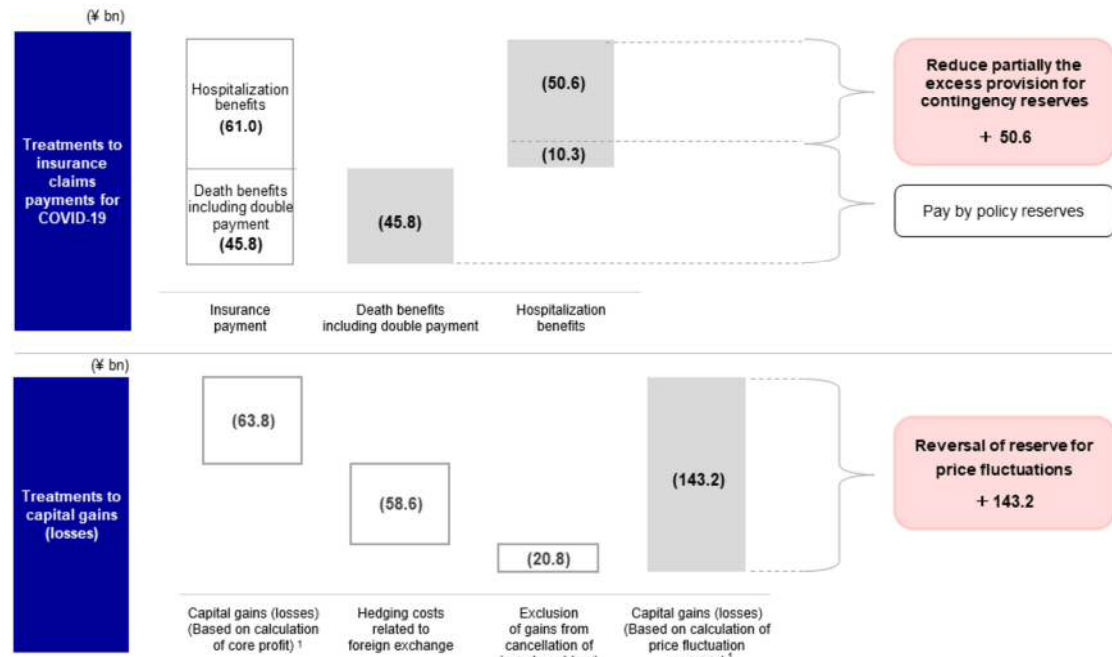 (¥ bn)
Treatments to
insurance
claims
payments for
COVID-19
Hospitalization
benefits
(61.0)
Death benefits
including double
payment
(45.8)
(45.8)
(50.6)
(10.3)
Reduce partially the
excess provision for
contingency reserves
+ 50.6
Pay by policy reserves
Insurance
payment
Death benefits
including double payment
Hospitalization
benefits
(¥ bn)
Treatments to
capital gains
(losses)
(63.8)
(58.6)
(20.8)
(143.2)
Reversal of reserve for
price fluctuations
+ 143.2
Capital gains (losses)
(Based on calculation
of core profit) 1
Hedging costs
related to
foreign exchange
Exclusion
of gains from
cancellation of
Capital gains (losses)
(Based on calculation of
price fluctuation